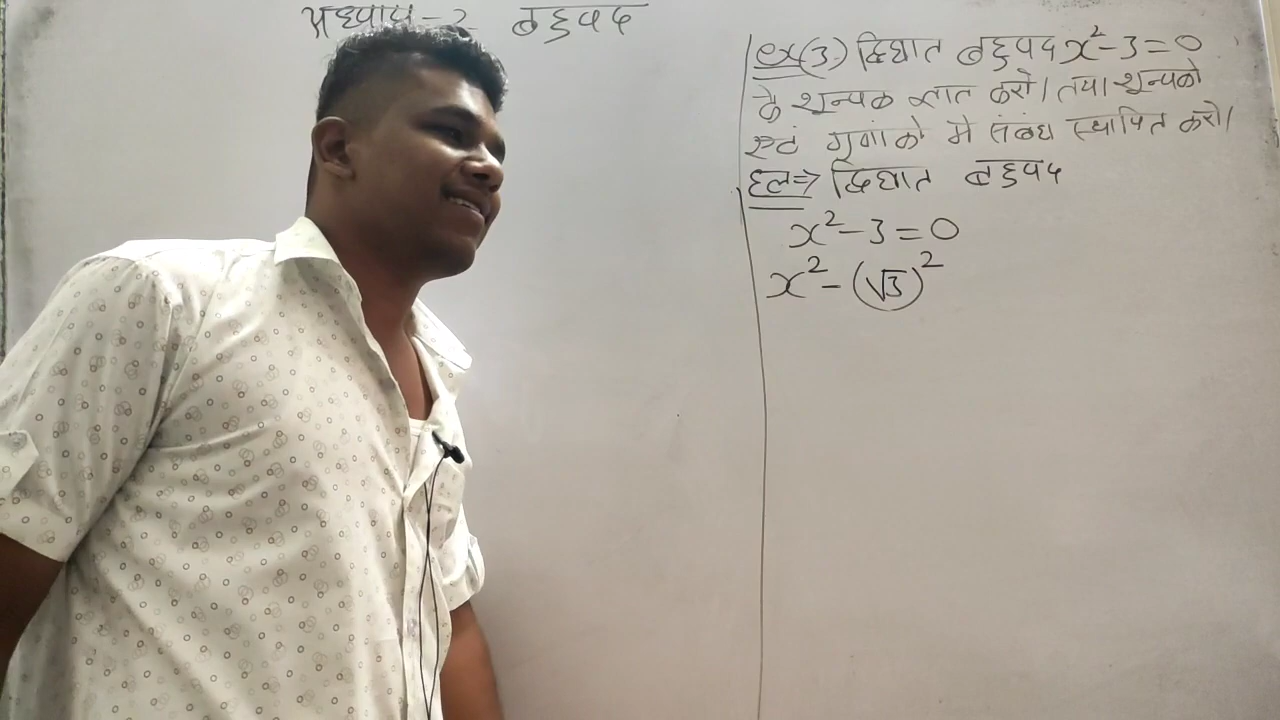 अध्याय-2 बहुपद
ex(3.) द्विघात बहुपद x²-3=0
के शून्यक ज्ञात करो। तथा शून्यको
एवं गुणांको मे संबंध स्थापित करो।
हल⇒ द्विघात बहुपद
x²-3=0
x²-(√3)²